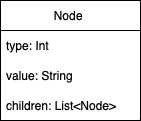 Node
type: Int
value: String
children: List<Node>